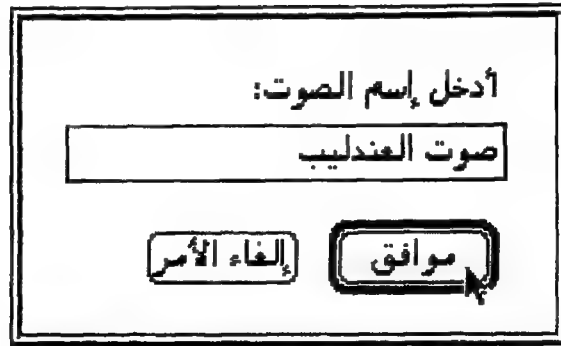 أدخل إسم الصوت:
صوت العندليب
موافق إلغاء الأمر